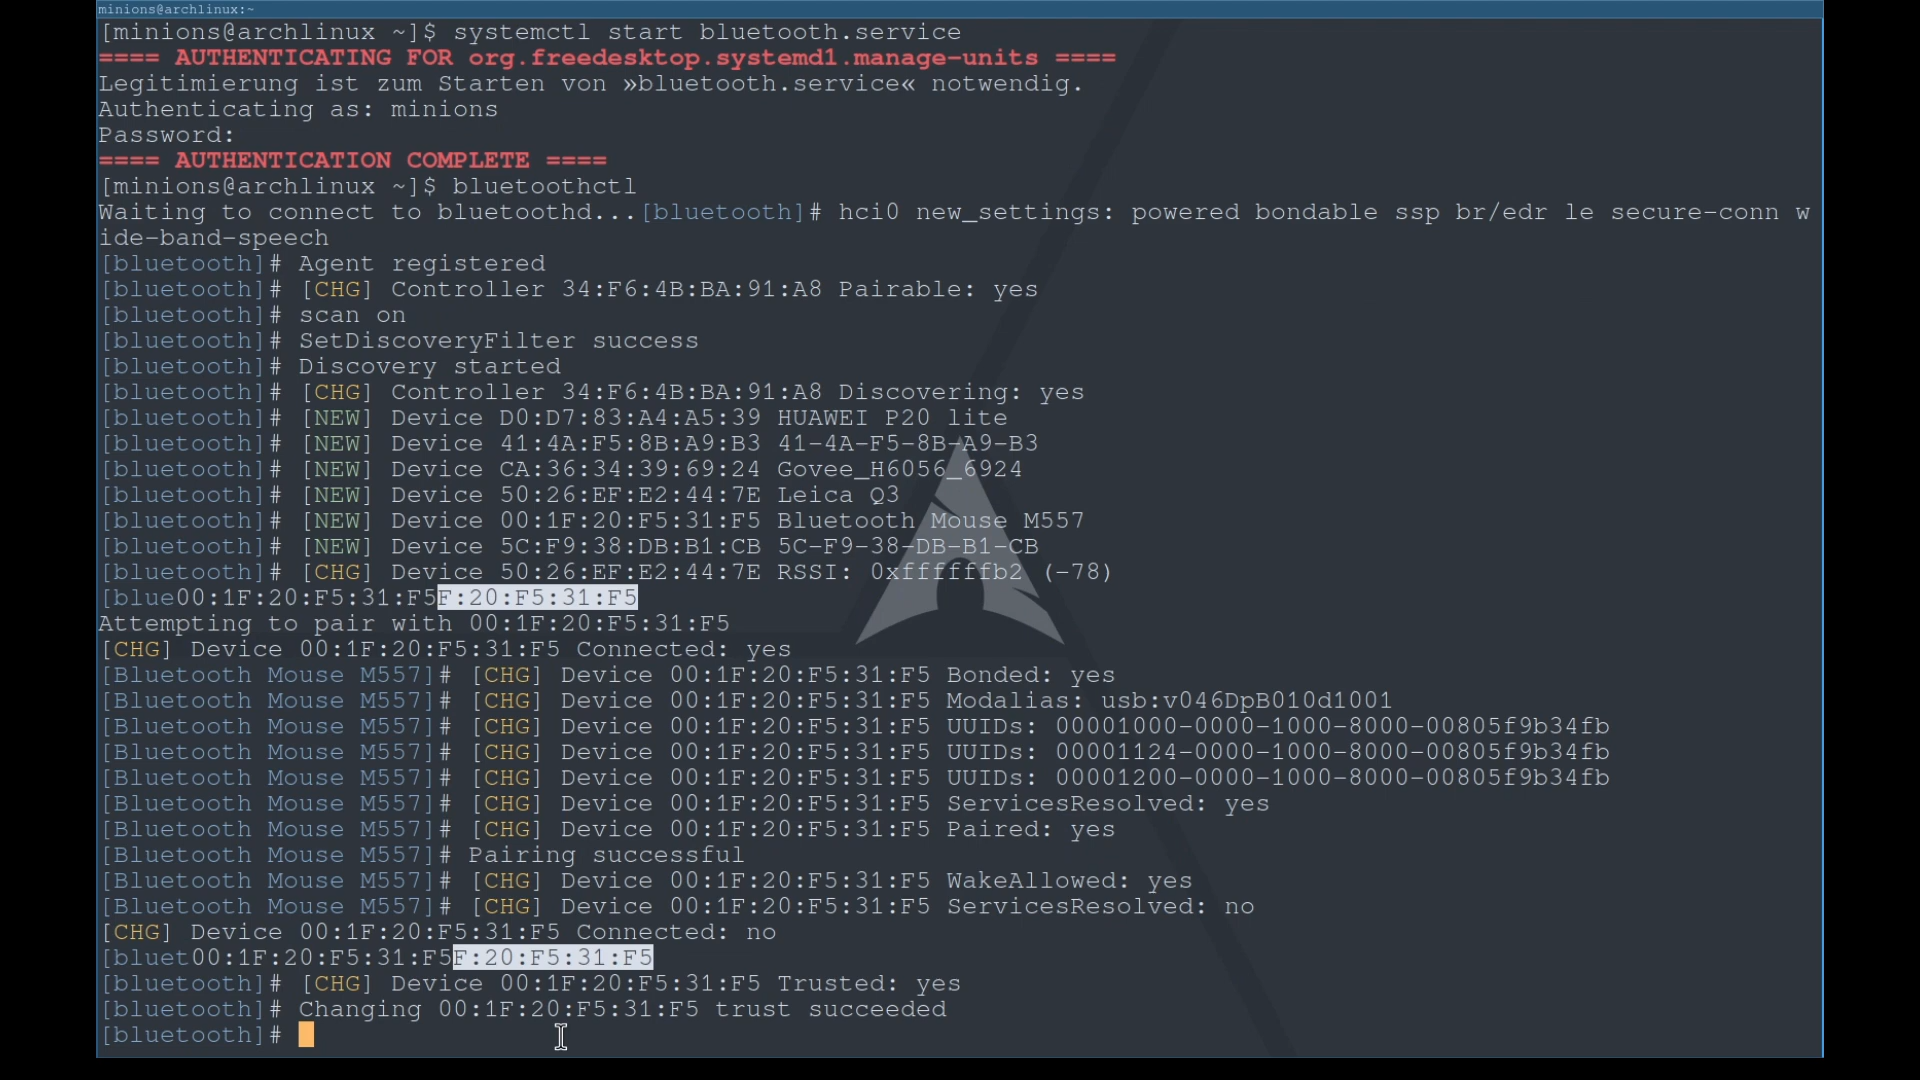 minions@archlinux:~
[minions@archlinux ~]$ systemctl start bluetooth.service
==== AUTHENTICATING FOR org.freedesktop.systemd1.manage-units ====
Legitimierung ist zum Starten von »bluetooth.service« notwendig.
Authenticating as: minions
Password:
==== AUTHENTICATION COMPLETE ====
[minions@archlinux ~]$ bluetoothctl
Waiting to connect to bluetoothd...[bluetooth]# hci0 new_settings: powered bondable ssp br/edr le secure-conn w
ide-band-speech
[bluetooth]# Agent registered
[bluetooth]# [CHG] Controller 34:F6:4B:BA:91:A8 Pairable: yes
[bluetooth]# scan on
[bluetooth]# SetDiscoveryFilter success
[bluetooth]# Discovery started
[bluetooth]# [CHG] Controller 34:F6:4B:BA:91:A8 Discovering: yes
[bluetooth]# [NEW] Device D0:D7:83:A4:A5:39 HUAWEI P20 lite
[bluetooth]# [NEW] Device 41:4A:F5:8B:A9:B3 41-4A-F5-8B-A9-B3
[bluetooth]# [NEW] Device CA:36:34:39:69:24 Govee_H6056_6924
[bluetooth]# [NEW] Device 50:26:EF:E2:44:7E Leica Q3
[bluetooth]# [NEW] Device 00:1F:20:F5:31:F5 Bluetooth Mouse M557
[bluetooth]# [NEW] Device 5C:F9:38:DB:B1:CB 5C-F9-38-DB-B1-CB
[bluetooth]# [CHG] Device 50:26:EF:E2:44:7E RSSI: 0xffffffb2 (-78)
[blue00:1F:20:F5:31:F5F:20:F5:31:F5
Attempting to pair with 00:1F:20:F5:31:F5
[CHG] Device 00:1F:20:F5:31:F5 Connected: yes
[Bluetooth Mouse M557]# [CHG] Device 00:1F:20:F5:31:F5 Bonded: yes
[Bluetooth Mouse M557]# [CHG] Device 00:1F:20:F5:31:F5 Modalias: usb:v046DpB010d1001
[Bluetooth Mouse M557]# [CHG] Device 00:1F:20:F5:31:F5 UUIDs: 00001000-0000-1000-8000-00805f9b34fb
[Bluetooth Mouse M557]# [CHG] Device 00:1F:20:F5:31:F5 UUIDs: 00001124-0000-1000-8000-00805f9b34fb
[Bluetooth Mouse M557]# [CHG] Device 00:1F:20:F5:31:F5 UUIDs: 00001200-0000-1000-8000-00805f9b34fb
[Bluetooth Mouse M557]# [CHG] Device 00:1F:20:F5:31:F5 ServicesResolved: yes
[Bluetooth Mouse M557]# [CHG] Device 00:1F:20:F5:31:F5 Paired: yes
[Bluetooth Mouse M557]# Pairing successful
[Bluetooth Mouse M557]# [CHG] Device 00:1F:20:F5:31:F5 WakeAllowed: yes
[Bluetooth Mouse M557]# [CHG] Device 00:1F:20:F5:31:F5 ServicesResolved: no
[CHG] Device 00:1F:20:F5:31:F5 Connected: no
[bluet00:1F:20:F5:31:F5F:20:F5:31:F5
[bluetooth]# [CHG] Device 00:1F:20:F5:31:F5 Trusted: yes
[bluetooth]# Changing 00:1F:20:F5:31:F5 trust succeeded
[bluetooth]#